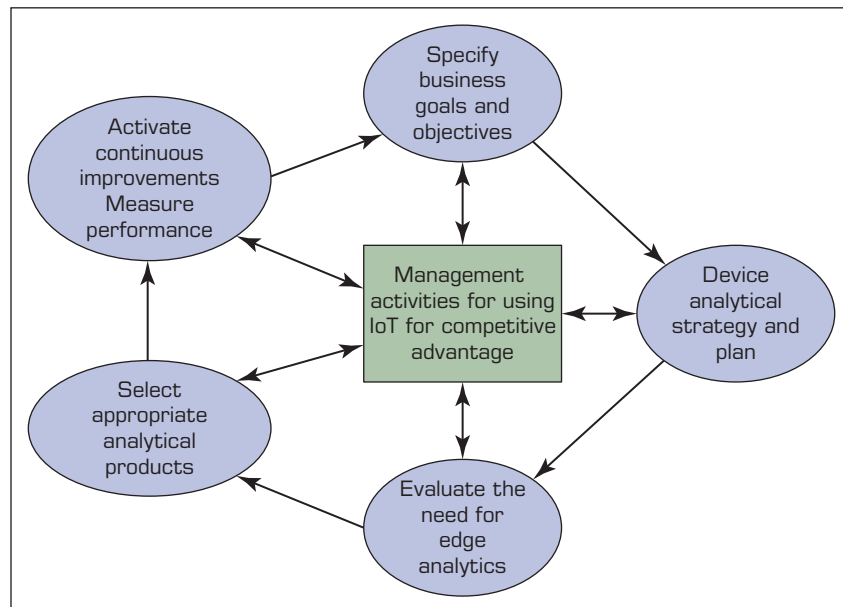 Specify
business
goals and
objectives
Activate
continuous
improvements
Measure
performance
Management
activities for using
IoT for competitive
advantage
Device
analytical
strategy and
plan
Select
appropriate
analytical
products
Evaluate the
need for
edge
analytics